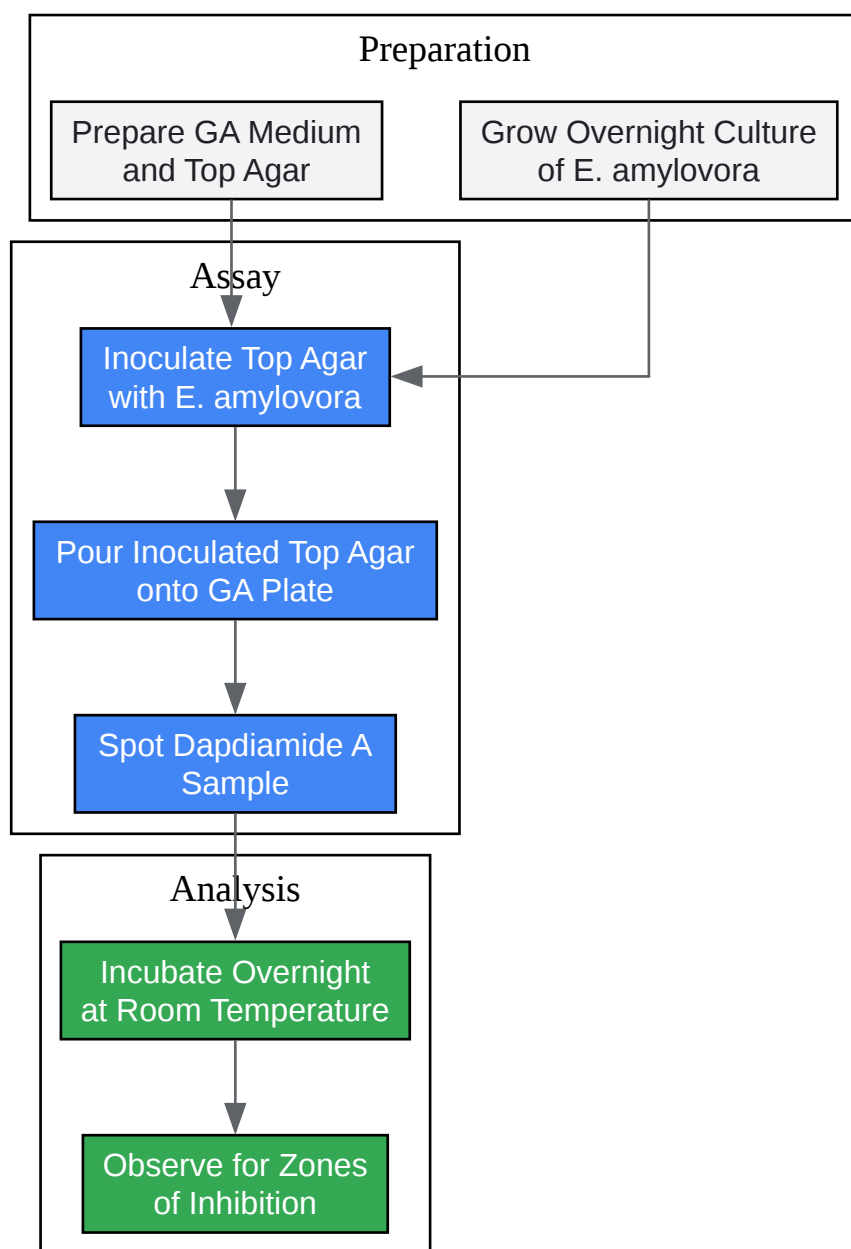 Preparation
Prepare GA Medium
and Top Agar
Grow Overnight Culture
of E. amylovora
Assay
Inoculate Top Agar
with E. amylovora
Pour Inoculated Top Agar
onto GA Plate
Spot Dapdiamide A
Sample
Analysis
Incubate Overnight
at Room Temperature
Observe for Zones
of Inhibition